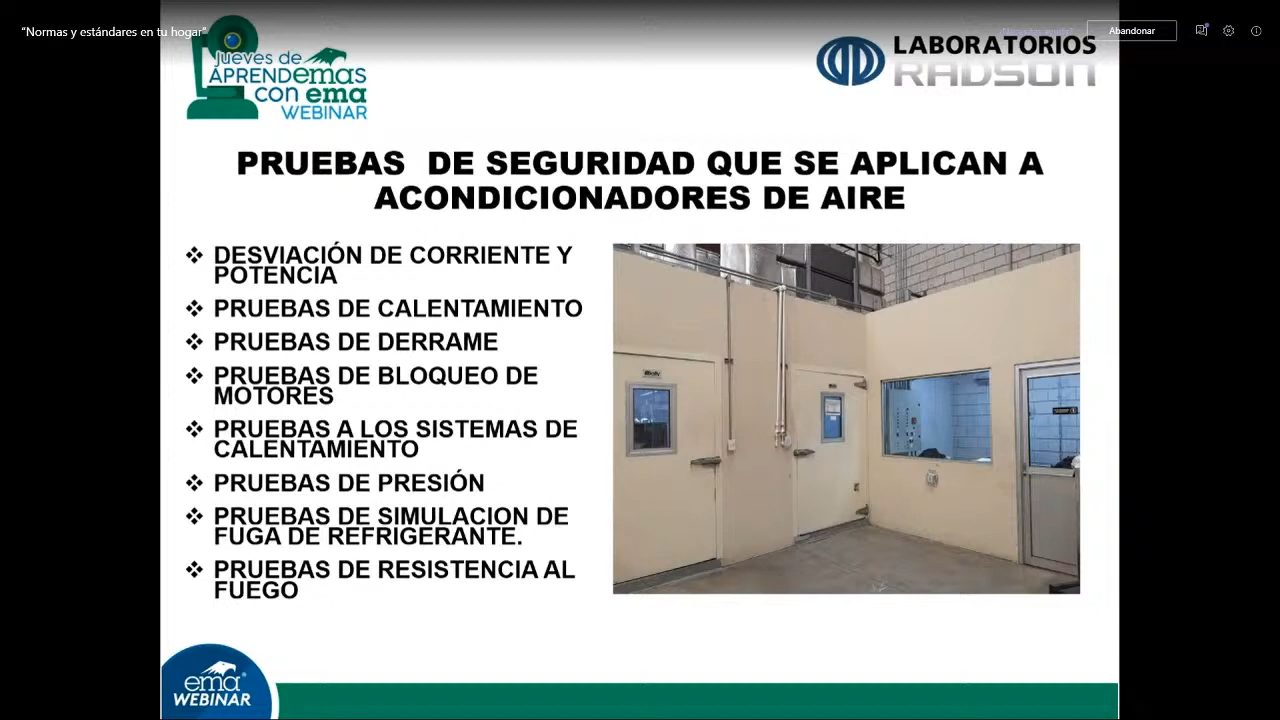 “Normas y estándares en tu hogar”
Abandonar
jueves de
APRENDEMAS
con ema
WEBINAR
LABORATORIOS
RADSON
PRUEBAS DE SEGURIDAD QUE SE APLICAN A
ACONDICIONADORES DE AIRE
❖ DESVIACIÓN DE CORRIENTE Y
POTENCIA
❖ PRUEBAS DE CALENTAMIENTO
❖ PRUEBAS DE DERRAME
❖ PRUEBAS DE BLOQUEO DE
MOTORES
❖ PRUEBAS A LOS SISTEMAS DE
CALENTAMIENTO
❖ PRUEBAS DE PRESIÓN
❖ PRUEBAS DE SIMULACION DE
FUGA DE REFRIGERANTE.
❖ PRUEBAS DE RESISTENCIA AL
FUEGO
ema
WEBINAR